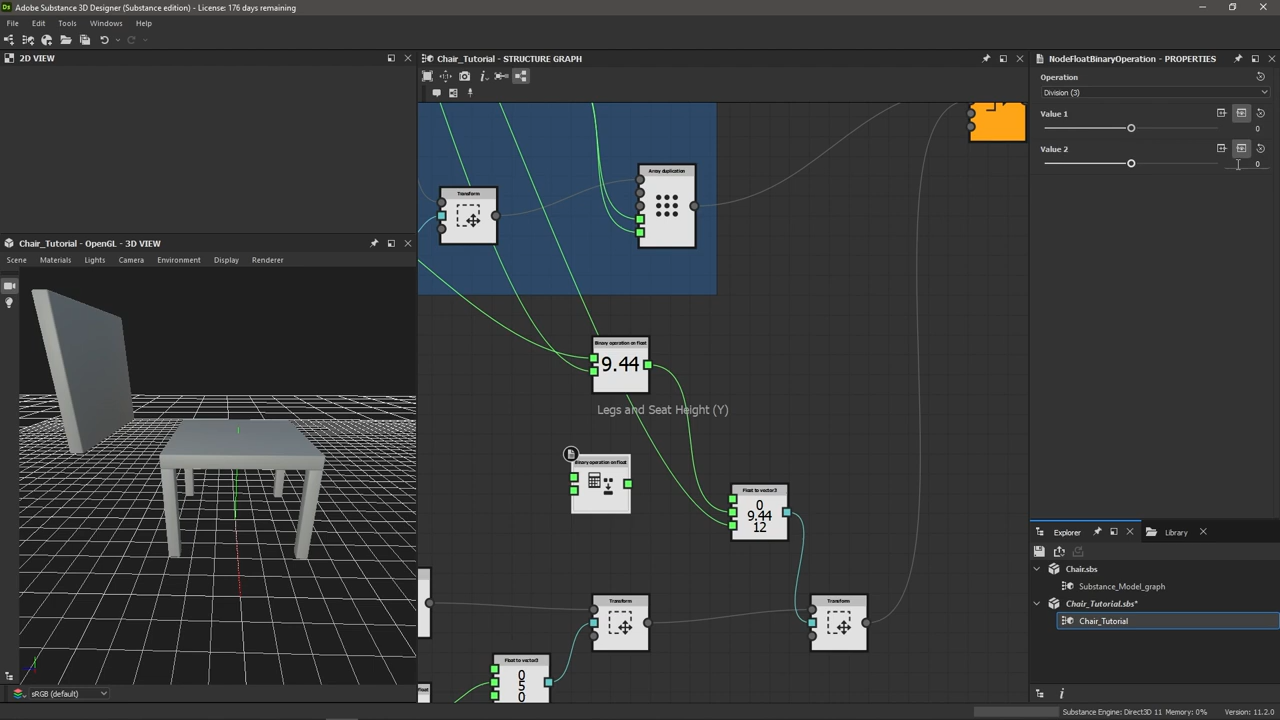 Adobe Substance 3D Designer (Substance edition) - License: 176 days remaining
File Edit Tools Windows Help
2D VIEW
Chair_Tutorial - STRUCTURE GRAPH
NodeFloatBinaryOperation - PROPERTIES
Operation
Division (3)
Value 1
0
Value 2
0
Transform
Array duplication
Binary operation on float
9.44
Legs and Seat Height (Y)
Binary operation on float
Float to vector3
0
9.44
12
Transform
Transform
Float to vector3
0
5
0
Float
Chair_Tutorial - OpenGL - 3D VIEW
Scene Materials Lights Camera Environment Display Renderer
sRGB (default)
Explorer
Library
Chair.sbs
Substance_Model_graph
Chair_Tutorial.sbs*
Chair_Tutorial
Substance Engine: Direct3D 11 Memory: 0%
Version: 11.2.0